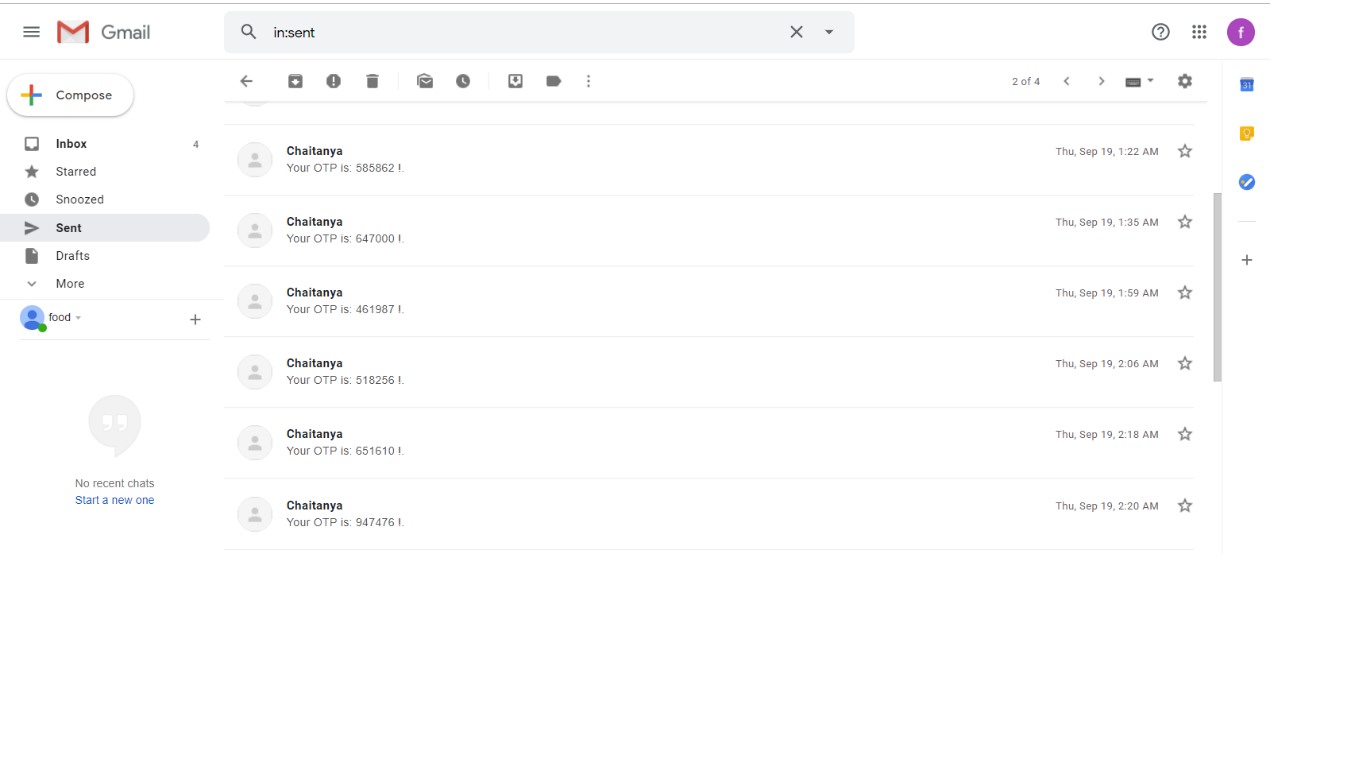 Gmail
in:sent
f
Compose
2 of 4
31
Inbox 4
Starred
Snoozed
Sent
Drafts
More
food
No recent chats
Start a new one
Chaitanya Thu, Sep 19, 1:22 AM
Your OTP is: 585862 !.
Chaitanya Thu, Sep 19, 1:35 AM
Your OTP is: 647000 !.
Chaitanya Thu, Sep 19, 1:59 AM
Your OTP is: 461987 !.
Chaitanya Thu, Sep 19, 2:06 AM
Your OTP is: 518256 !.
Chaitanya Thu, Sep 19, 2:18 AM
Your OTP is: 651610 !.
Chaitanya Thu, Sep 19, 2:20 AM
Your OTP is: 947476 !.